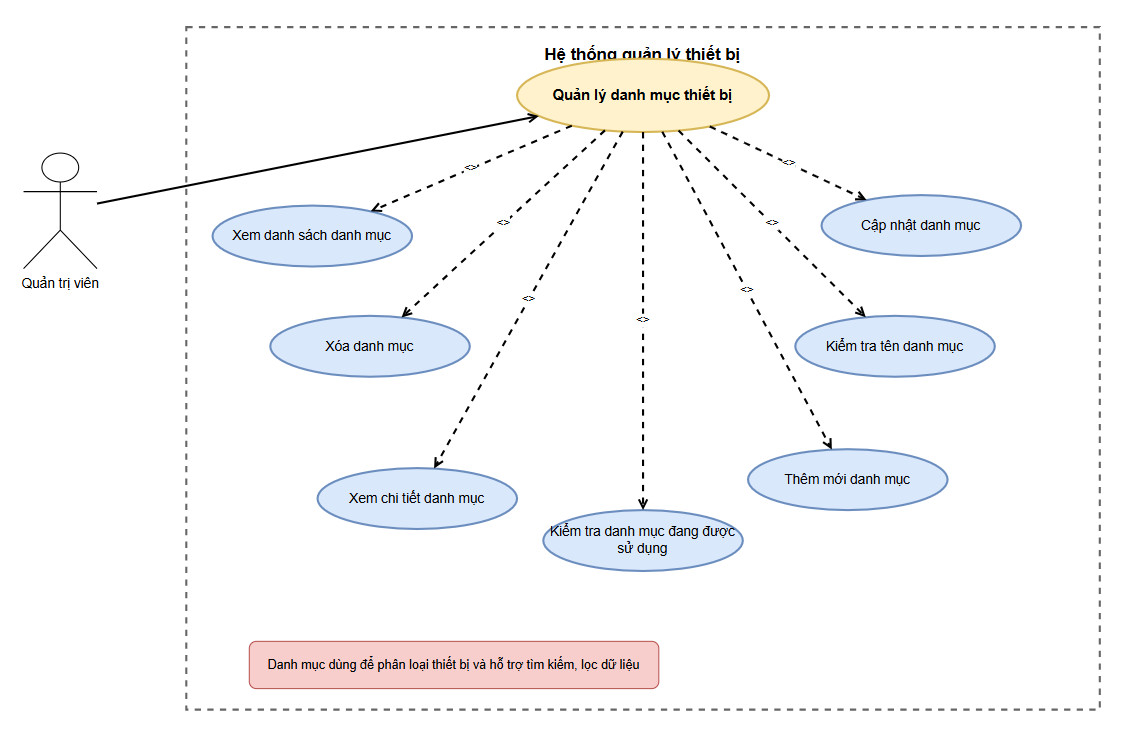 Hệ thống quản lý thiết bị
Quản lý danh mục thiết bị
<>
<>
<>
<>
<>
<>
<>
Quản trị viên
Xem danh sách danh mục
Cập nhật danh mục
Xóa danh mục
Kiểm tra tên danh mục
Xem chi tiết danh mục
Thêm mới danh mục
Kiểm tra danh mục đang được
sử dụng
Danh mục dùng để phân loại thiết bị và hỗ trợ tìm kiếm, lọc dữ liệu